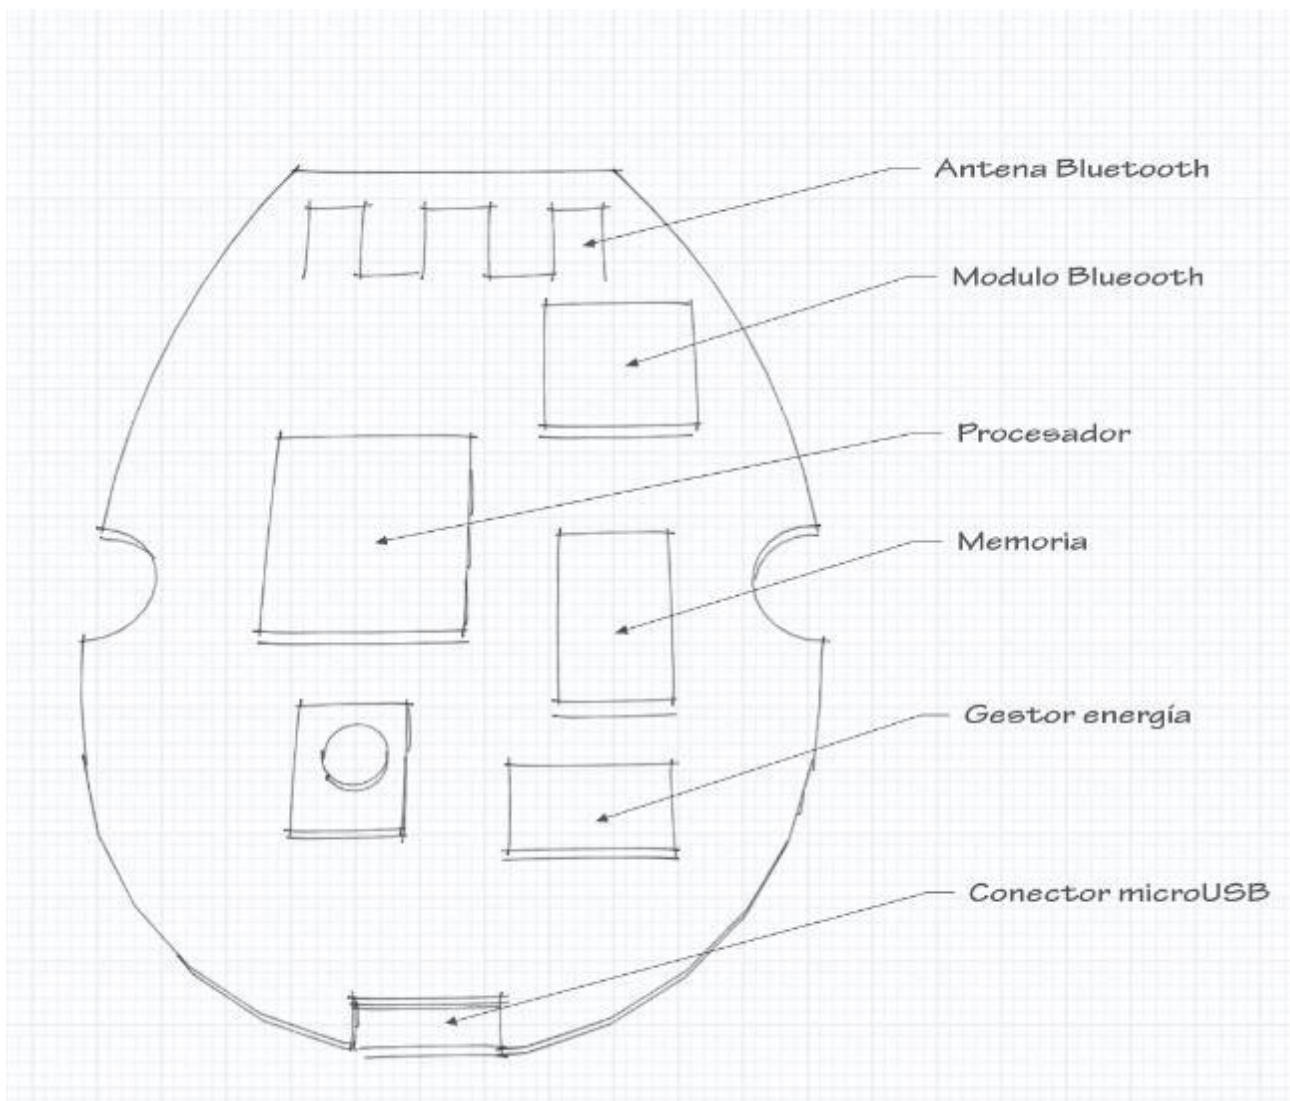 Antena Bluetooth
Modulo Blueooth
Procesador
Memoria
Gestor energía
Conector microUSB